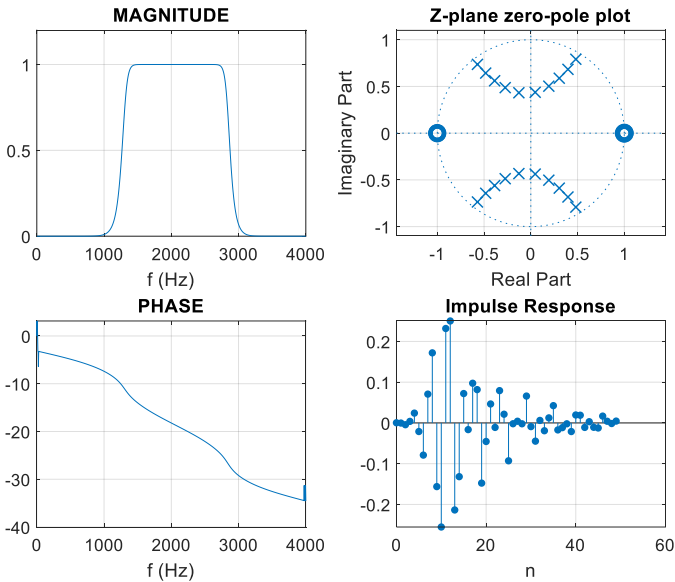 MAGNITUDE
1
0.5
0
0 1000 2000 3000 4000
f (Hz)
Z-plane zero-pole plot
Imaginary Part
1
0.5
0
-0.5
-1
-1 -0.5 0 0.5 1
Real Part
PHASE
0
-10
-20
-30
-40
0 1000 2000 3000 4000
f (Hz)
Impulse Response
0.2
0.1
0
-0.1
-0.2
0 20 40 60
n